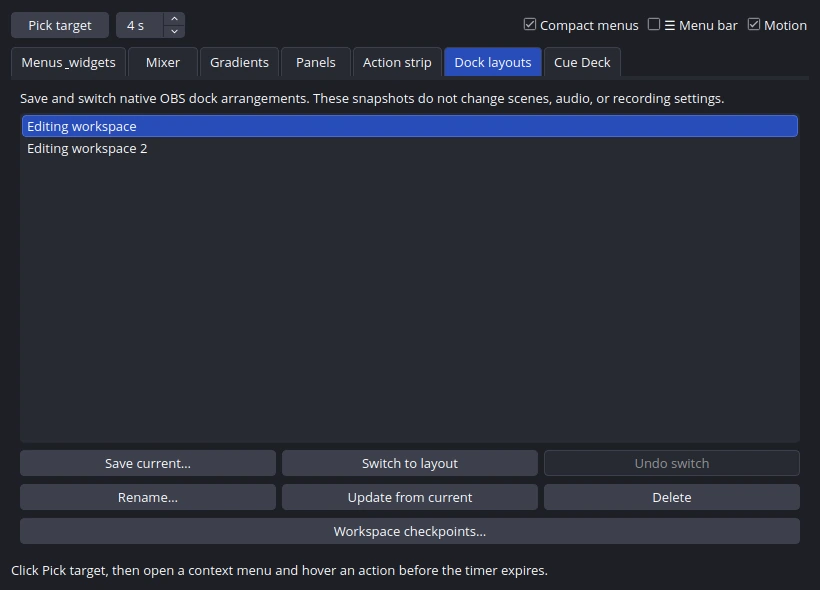 Pick target 4 s Compact menus ☰ Menu bar Motion
Menus_widgets Mixer Gradients Panels Action strip Dock layouts Cue Deck
Save and switch native OBS dock arrangements. These snapshots do not change scenes, audio, or recording settings.
Editing workspace
Editing workspace 2
Save current... Switch to layout Undo switch
Rename... Update from current Delete
Workspace checkpoints...
Click Pick target, then open a context menu and hover an action before the timer expires.